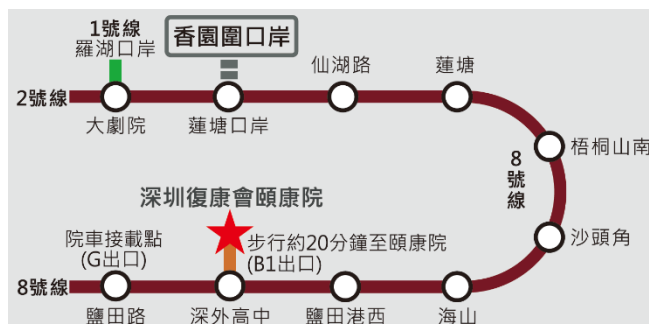 1號線
羅湖口岸
香園圍口岸
仙湖路
蓮塘
2號線
大劇院
蓮塘口岸
梧桐山南
8號線
沙頭角
深圳復康會頤康院
院車接載點
(G出口)
步行約20分鐘至頤康院
(B1出口)
8號線
鹽田路
深外高中
鹽田港西
海山